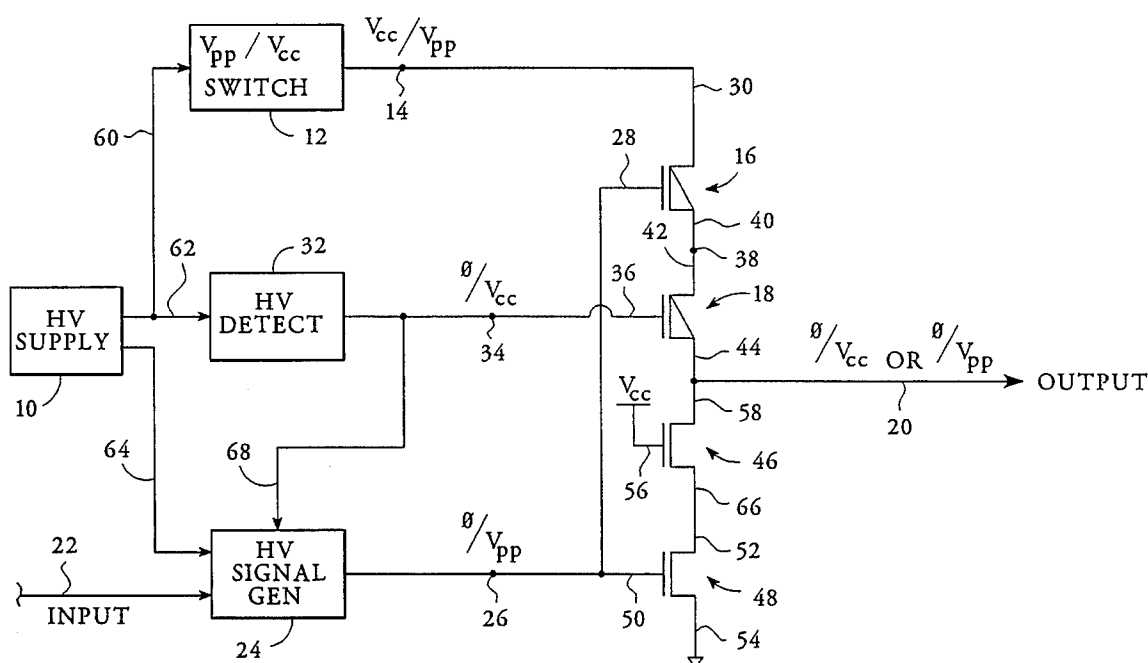 Vpp / Vcc
SWITCH
Vcc/Vpp
14
12
30
60
28
16
40
42
38
62
32
HV
DETECT
ø/Vcc
34
36
18
HV
SUPPLY
10
44
ø/Vcc OR ø/Vpp
20
OUTPUT
Vcc
58
56
46
64
68
66
ø/Vpp
52
22
INPUT
HV
SIGNAL
GEN
24
26
50
48
54